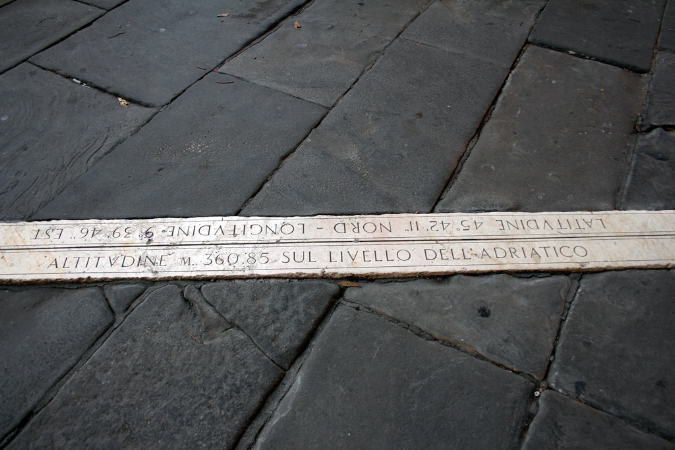 LATITVDINE 45°. 42'. 11". NORD - LONGITVDINE 9°. 39'. 46". EST
ALTITVDINE M. 360.85 SUL LIVELLO DELL'ADRIATICO